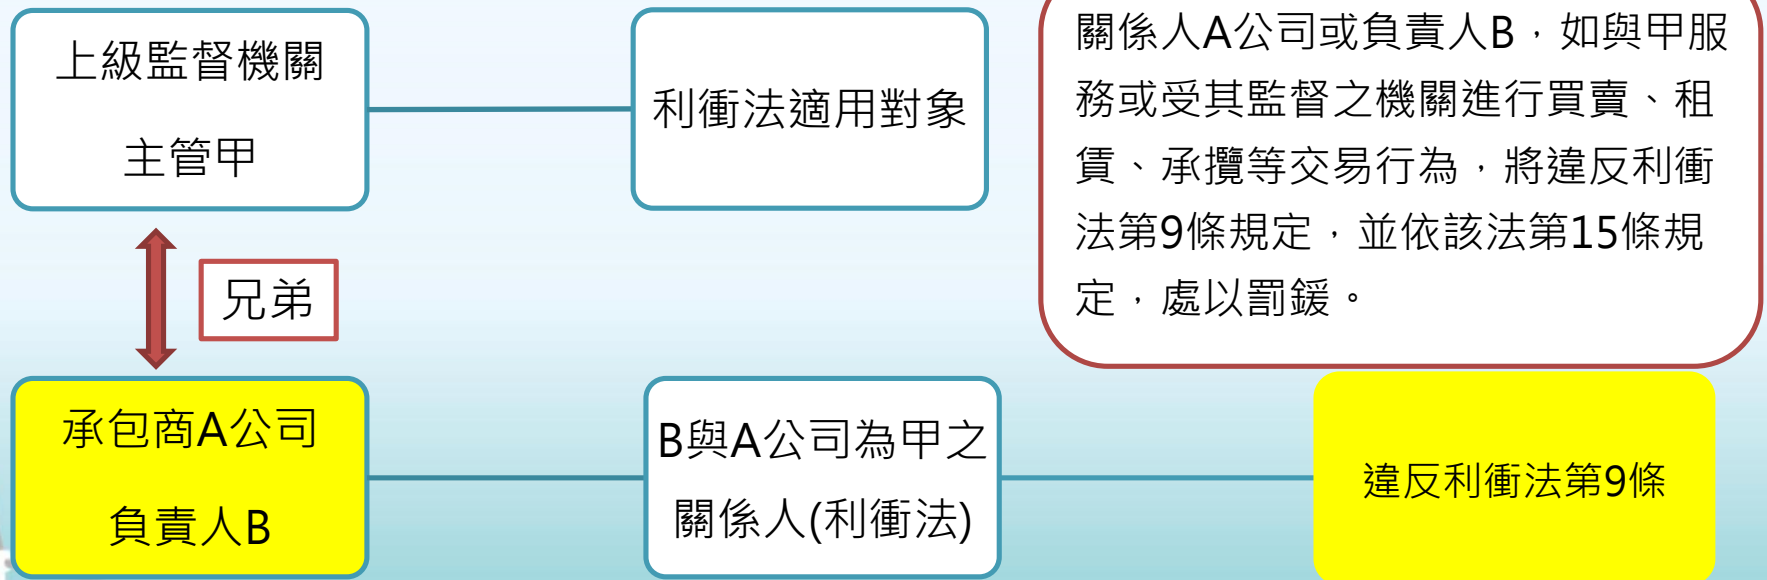 上級監督機關
主管甲
利衝法適用對象
關係人A公司或負責人B，如與甲服
務或受其監督之機關進行買賣、租
賃、承攬等交易行為，將違反利衝
法第9條規定，並依該法第15條規
定，處以罰鍰。
兄弟
承包商A公司
負責人B
B與A公司為甲之
關係人(利衝法)
違反利衝法第9條